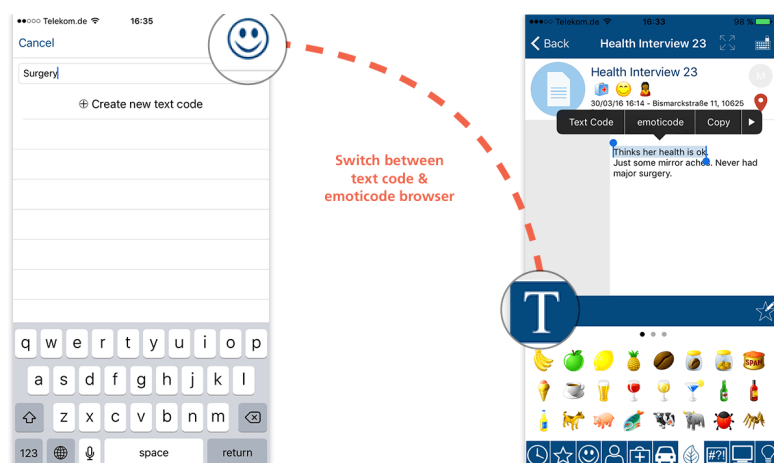 Telekom.de 16:35
Cancel
Surgery
⊕ Create new text code
q w e r t y u i o p
a s d f g h j k l
z x c v b n m
123 space return
Switch between
text code &
emoticode browser
Telekom.de 16:33 98 %
Back Health Interview 23
Health Interview 23
M
30/03/16 16:14 - Bismarckstraße 11, 10625
Text Code emoticode Copy
Thinks her health is ok.
Just some mirror aches. Never had
major surgery.
T
SPAM
#?!